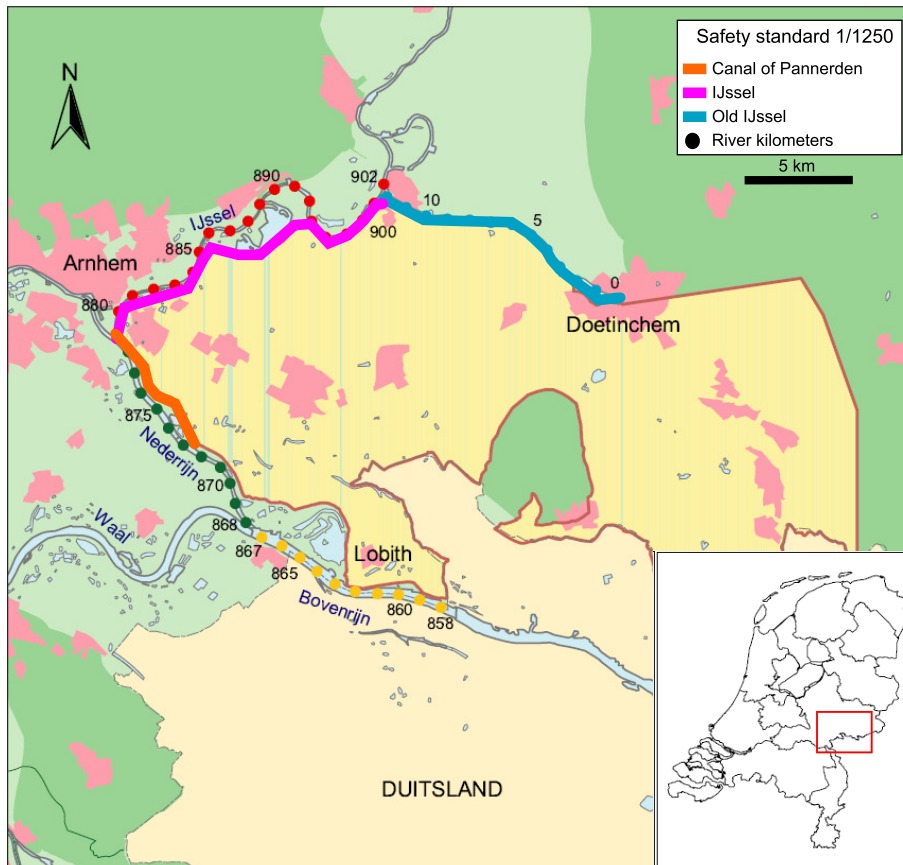 Safety standard 1/1250
Canal of Pannerden
IJssel
Old IJssel
River kilometers
5 km
N
902
890
10
IJssel
5
900
885
Arnhem
0
880
Doetinchem
875
Nederrijn
870
Waal
868
867
Lobith
865
Bovenrijn
860
858
DUITSLAND